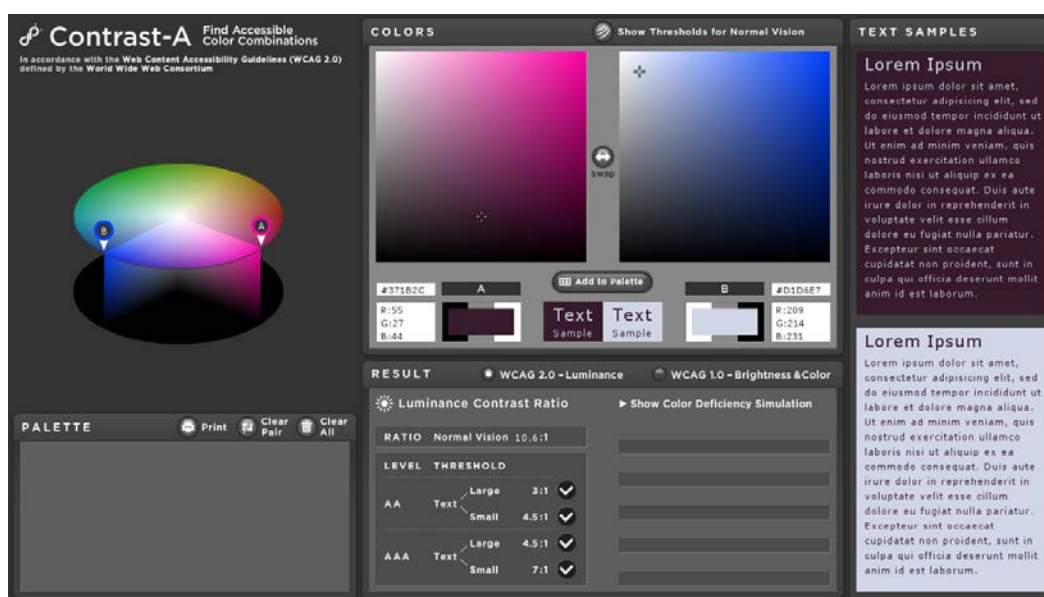 Contrast-A
Find Accessible
Color Combinations
In accordance with the Web Content Accessibility Guidelines (WCAG 2.0)
defined by the World Wide Web Consortium
B
A
PALETTE
Print
Clear
Pair
Clear
All
COLORS
Show Thresholds for Normal Vision
Swap
Add to Palette
#371B2C
A
R:55
G:27
B:44
Text
Sample
Text
Sample
B
#D1D6E7
R:209
G:214
B:231
RESULT
WCAG 2.0 - Luminance
WCAG 1.0 - Brightness & Color
Luminance Contrast Ratio
Show Color Deficiency Simulation
RATIO Normal Vision 10.6:1
LEVEL THRESHOLD
AA Text
Large 3:1
Small 4.5:1
AAA Text
Large 4.5:1
Small 7:1
TEXT SAMPLES
Lorem Ipsum
Lorem ipsum dolor sit amet,
consectetur adipisicing elit, sed
do eiusmod tempor incididunt ut
labore et dolore magna aliqua.
Ut enim ad minim veniam, quis
nostrud exercitation ullamco
laboris nisi ut aliquip ex ea
commodo consequat. Duis aute
irure dolor in reprehenderit in
voluptate velit esse cillum
dolore eu fugiat nulla pariatur.
Excepteur sint occaecat
cupidatat non proident, sunt in
culpa qui officia deserunt mollit
anim id est laborum.
Lorem Ipsum
Lorem ipsum dolor sit amet,
consectetur adipisicing elit, sed
do eiusmod tempor incididunt ut
labore et dolore magna aliqua.
Ut enim ad minim veniam, quis
nostrud exercitation ullamco
laboris nisi ut aliquip ex ea
commodo consequat. Duis aute
irure dolor in reprehenderit in
voluptate velit esse cillum
dolore eu fugiat nulla pariatur.
Excepteur sint occaecat
cupidatat non proident, sunt in
culpa qui officia deserunt mollit
anim id est laborum.